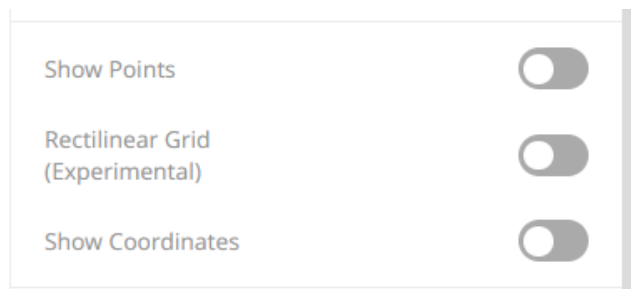 Show Points
Rectilinear Grid
(Experimental)
Show Coordinates